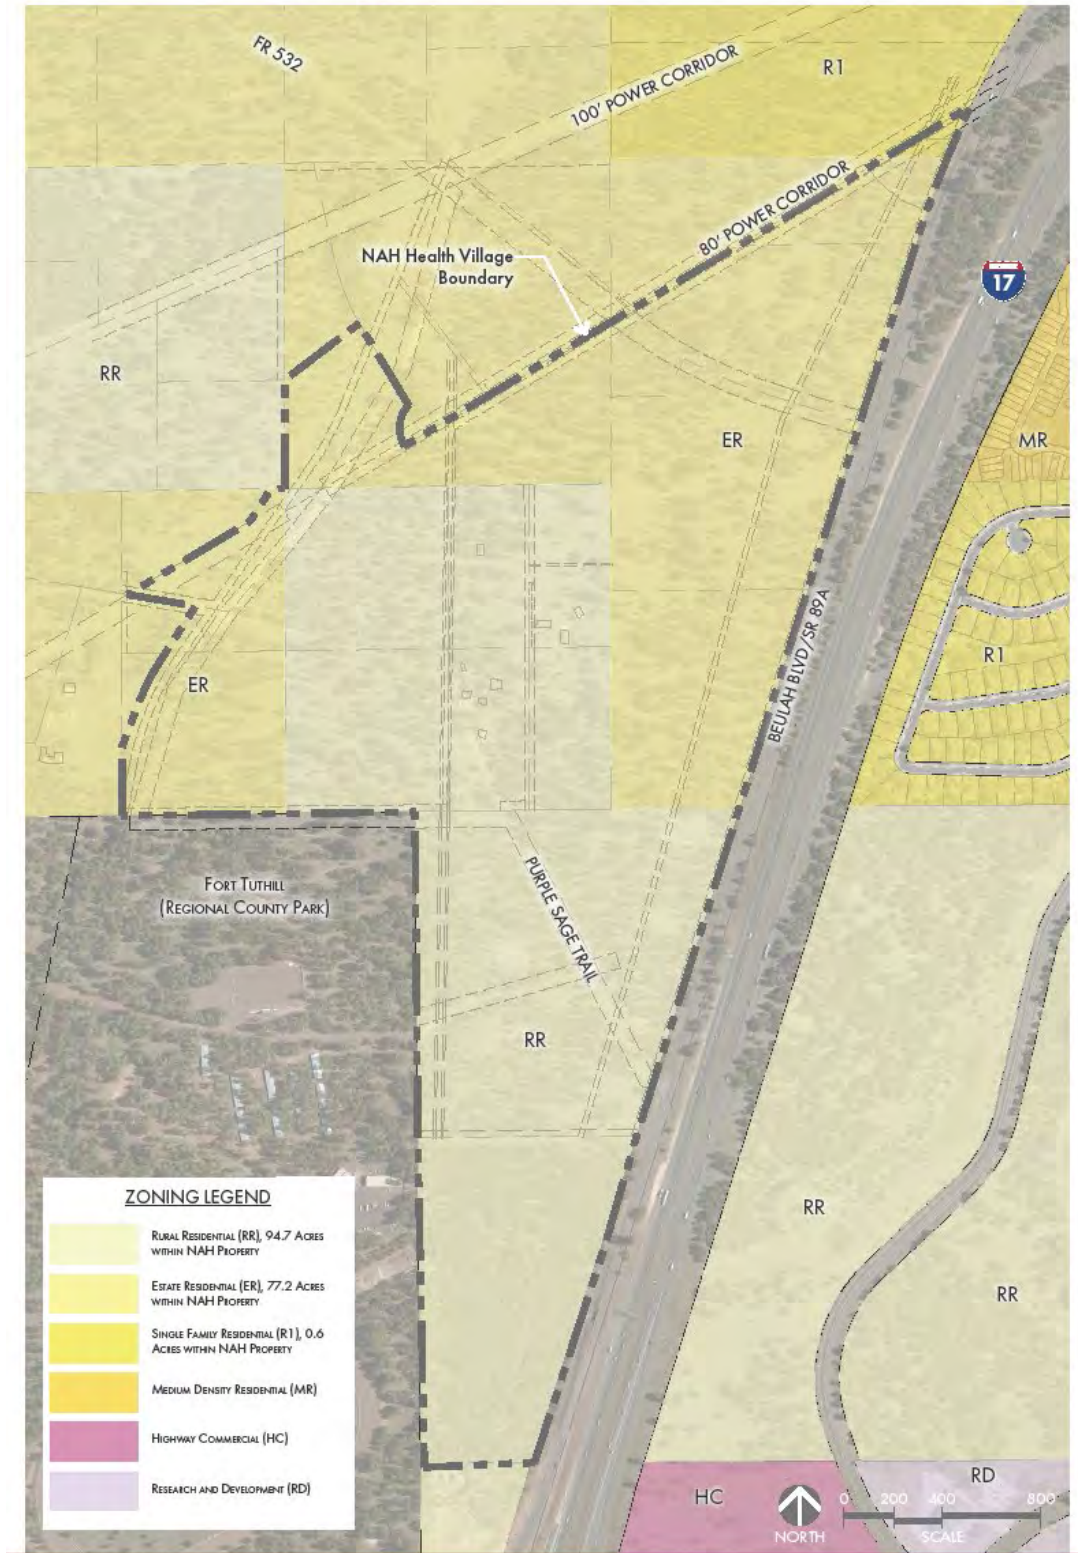 FR 532
100' POWER CORRIDOR
R1
80' POWER CORRIDOR
NAH Health Village
Boundary
17
RR
ER
MR
BEULAH BLVD/SR 89A
R1
ER
FORT TUTHILL
(REGIONAL COUNTY PARK)
PURPLE SAGE TRAIL
RR
ZONING LEGEND
RURAL RESIDENTIAL (RR), 94.7 ACRES
WITHIN NAH PROPERTY
ESTATE RESIDENTIAL (ER), 77.2 ACRES
WITHIN NAH PROPERTY
SINGLE FAMILY RESIDENTIAL (R1), 0.6
ACRES WITHIN NAH PROPERTY
MEDIUM DENSITY RESIDENTIAL (MR)
HIGHWAY COMMERCIAL (HC)
RESEARCH AND DEVELOPMENT (RD)
RR
RR
HC
RD
NORTH
0 200 400 800
SCALE